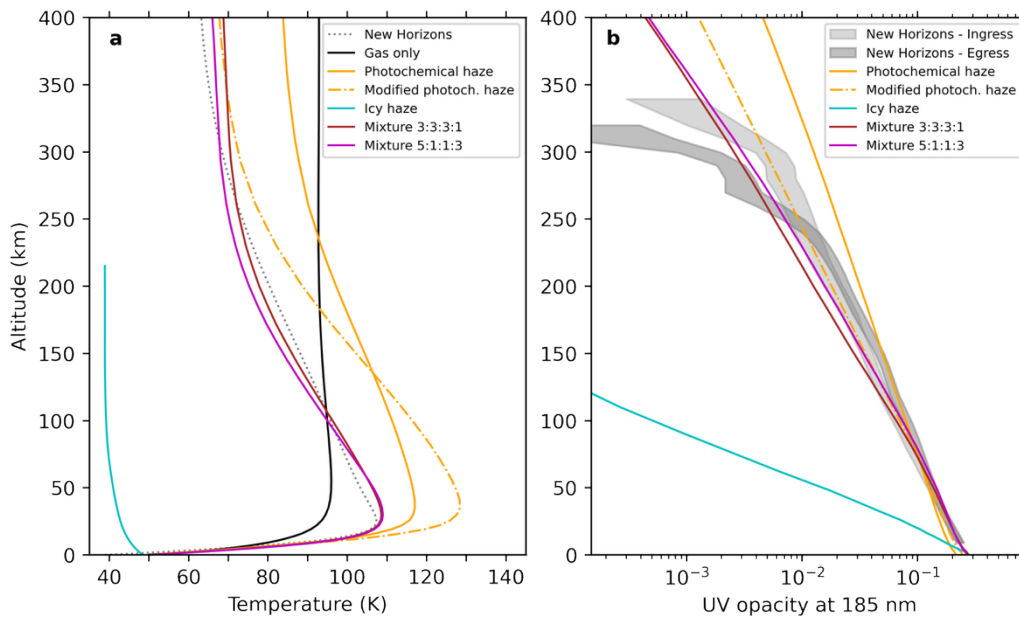 a
New Horizons
Gas only
Photochemical haze
Modified photoch. haze
Icy haze
Mixture 3:3:3:1
Mixture 5:1:1:3
400
350
300
250
200
150
100
50
0
Altitude (km)
40
60
80
100
120
140
Temperature (K)
b
New Horizons - Ingress
New Horizons - Egress
Photochemical haze
Modified photoch. haze
Icy haze
Mixture 3:3:3:1
Mixture 5:1:1:3
400
350
300
250
200
150
100
50
0
10⁻³
10⁻²
10⁻¹
UV opacity at 185 nm